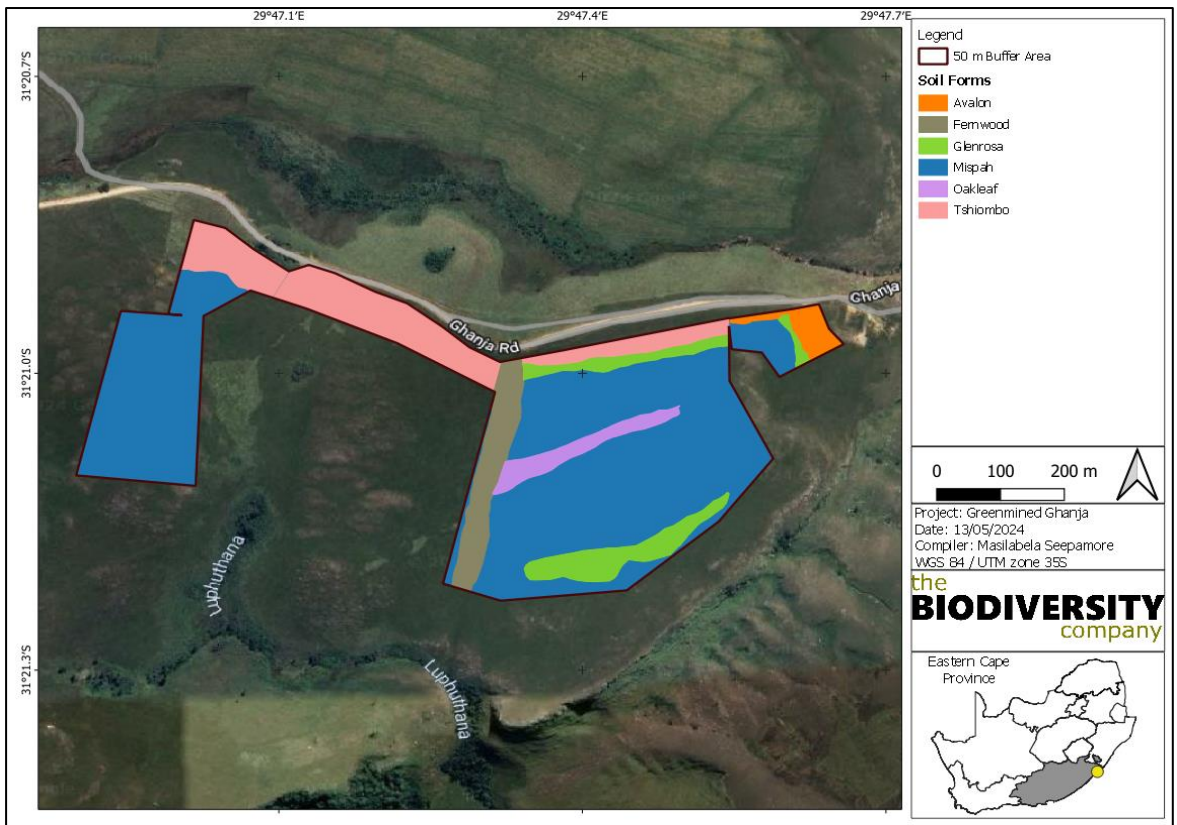 29°47.1'E
29°47.4'E
29°47.7'E
31°20.7'S
31°21.0'S
31°21.3'S
Ghanja Rd
Ghanja
Luphuthana
Luphuthana
Legend
50 m Buffer Area
Soil Forms
Avalon
Fernwood
Glenrosa
Mispah
Oakleaf
Tshiombo
0 100 200 m
Project: Greenmined Ghanja
Date: 13/05/2024
Compiler: Masilabela Seepamore
WGS 84 / UTM zone 35S
the
BIODIVERSITY
company
Eastern Cape
Province